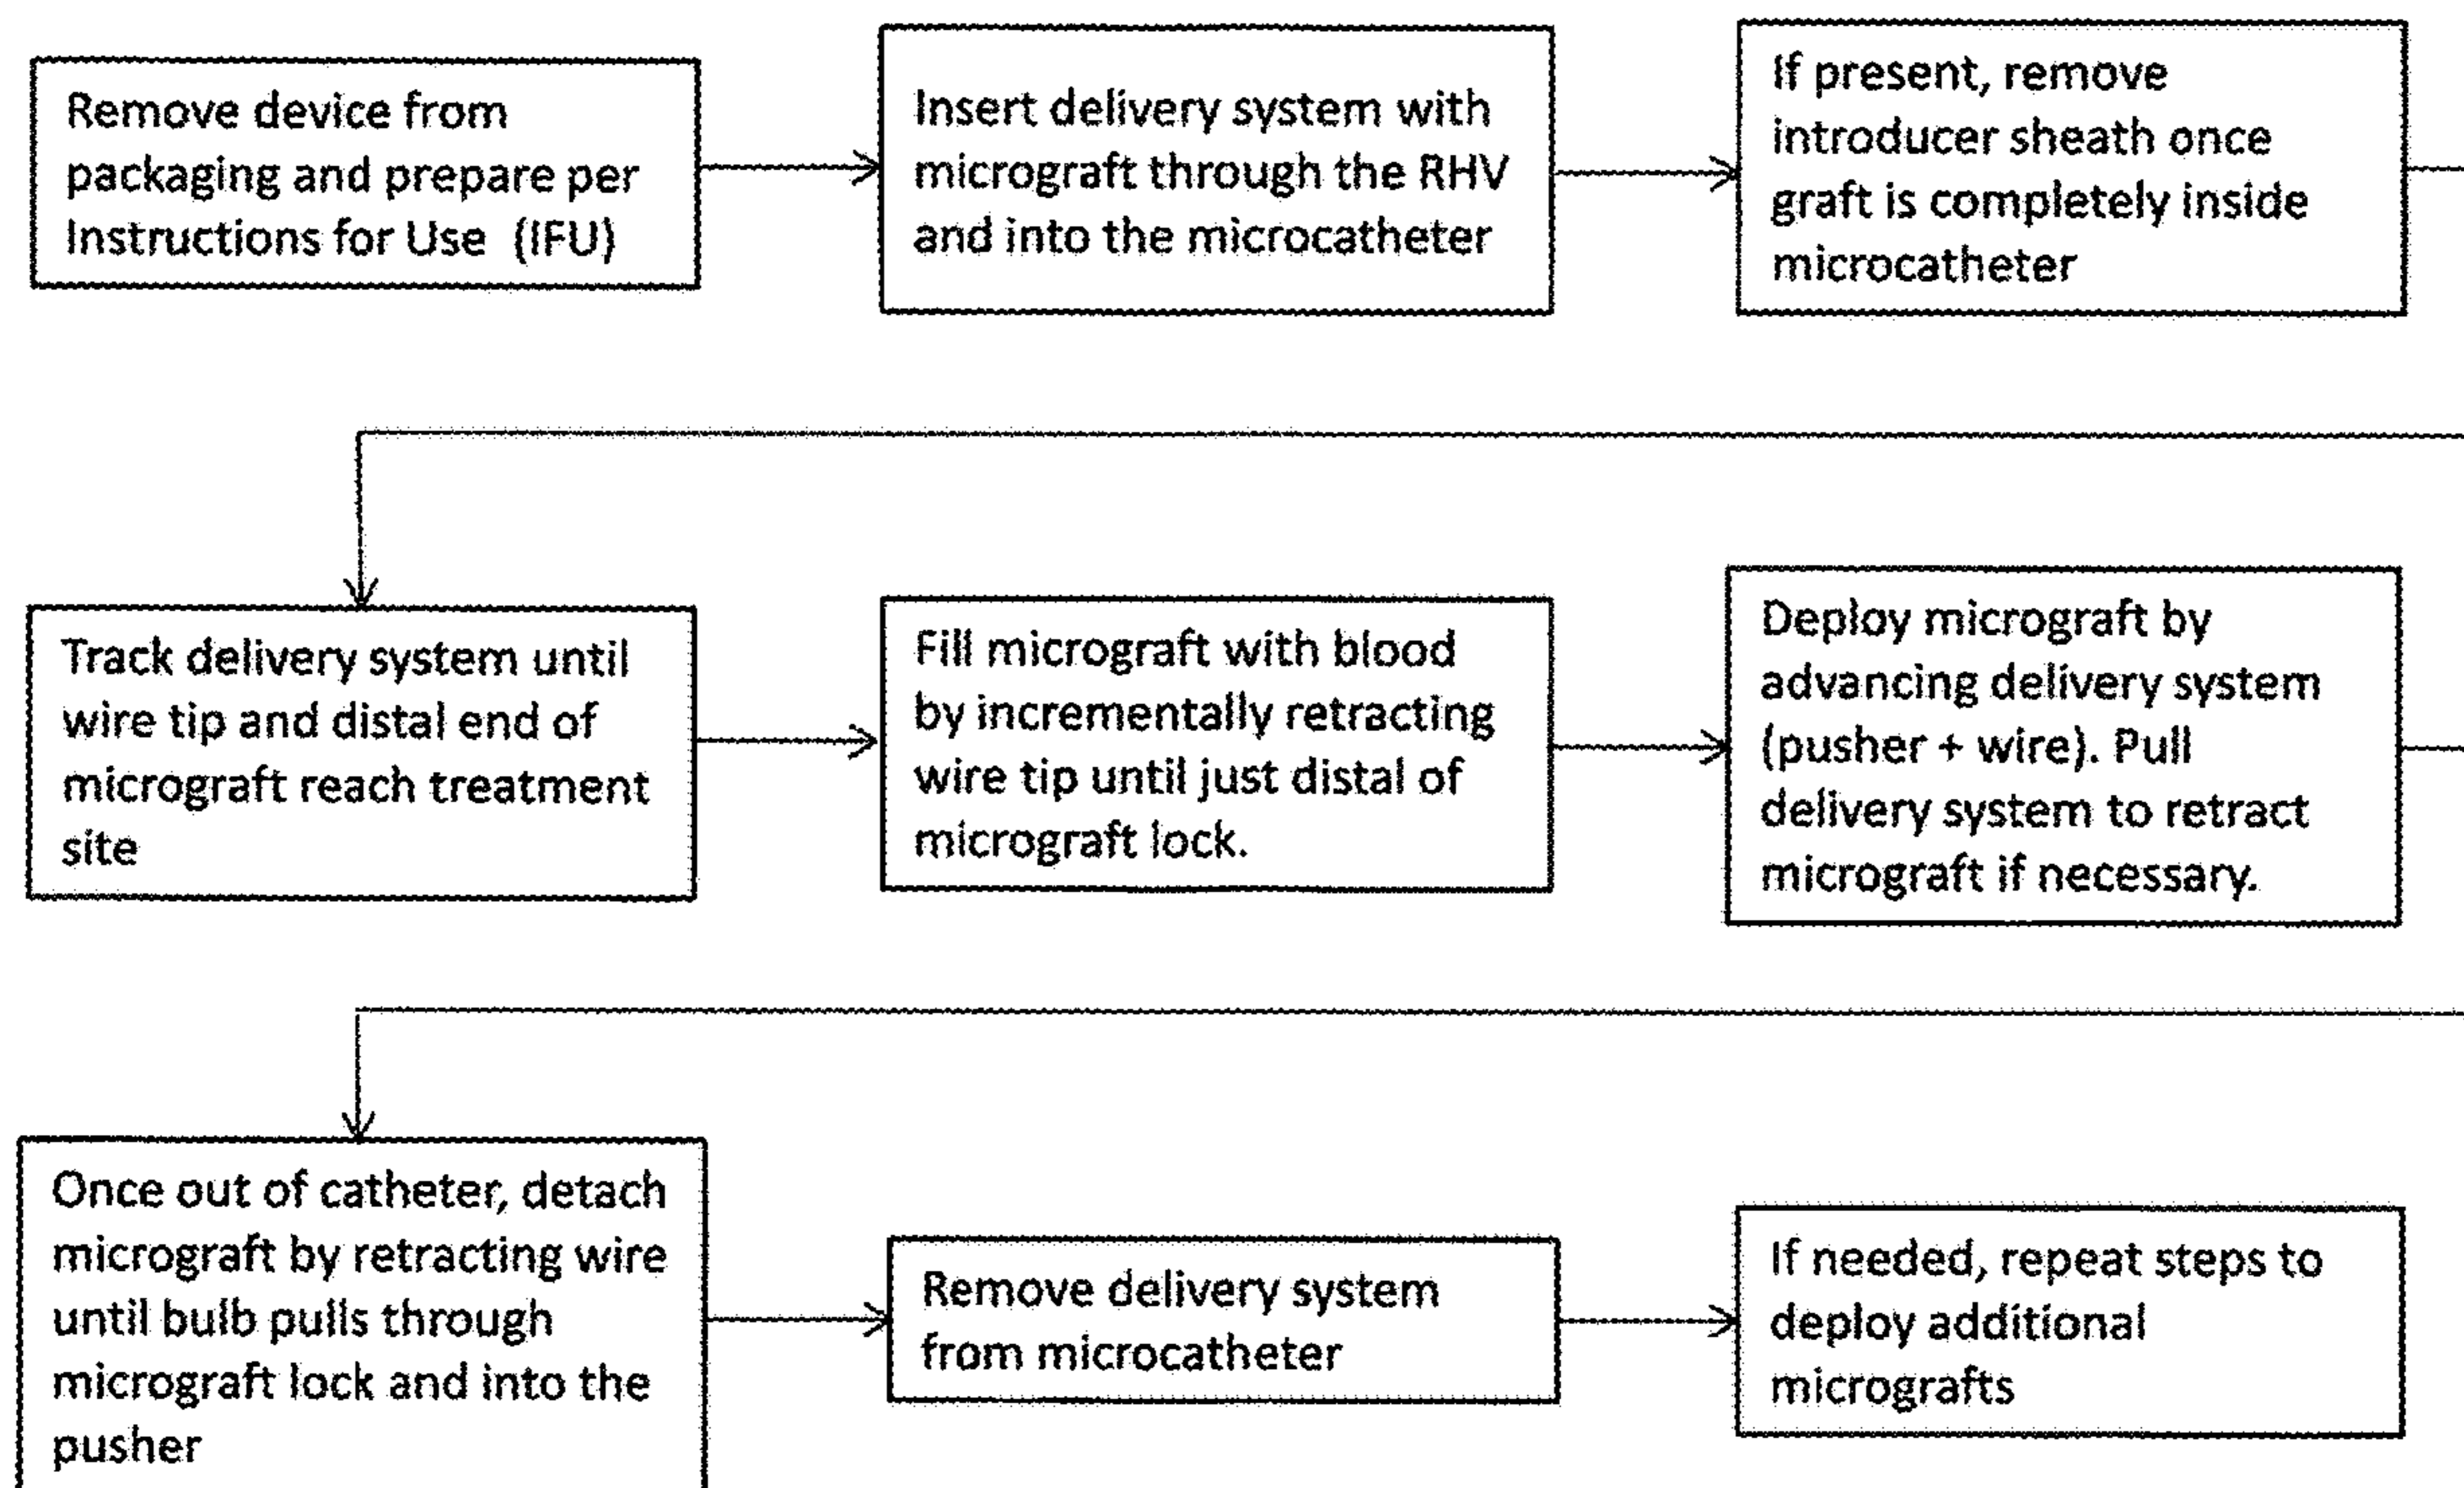 Remove device from
packaging and prepare per
Instructions for Use (IFU)
Insert delivery system with
micrograft through the RHV
and into the microcatheter
If present, remove
introducer sheath once
graft is completely inside
microcatheter
Track delivery system until
wire tip and distal end of
micrograft reach treatment
site
Fill micrograft with blood
by incrementally retracting
wire tip until just distal of
micrograft lock.
Deploy micrograft by
advancing delivery system
(pusher + wire). Pull
delivery system to retract
micrograft if necessary.
Once out of catheter, detach
micrograft by retracting wire
until bulb pulls through
micrograft lock and into the
pusher
Remove delivery system
from microcatheter
If needed, repeat steps to
deploy additional
micrografts